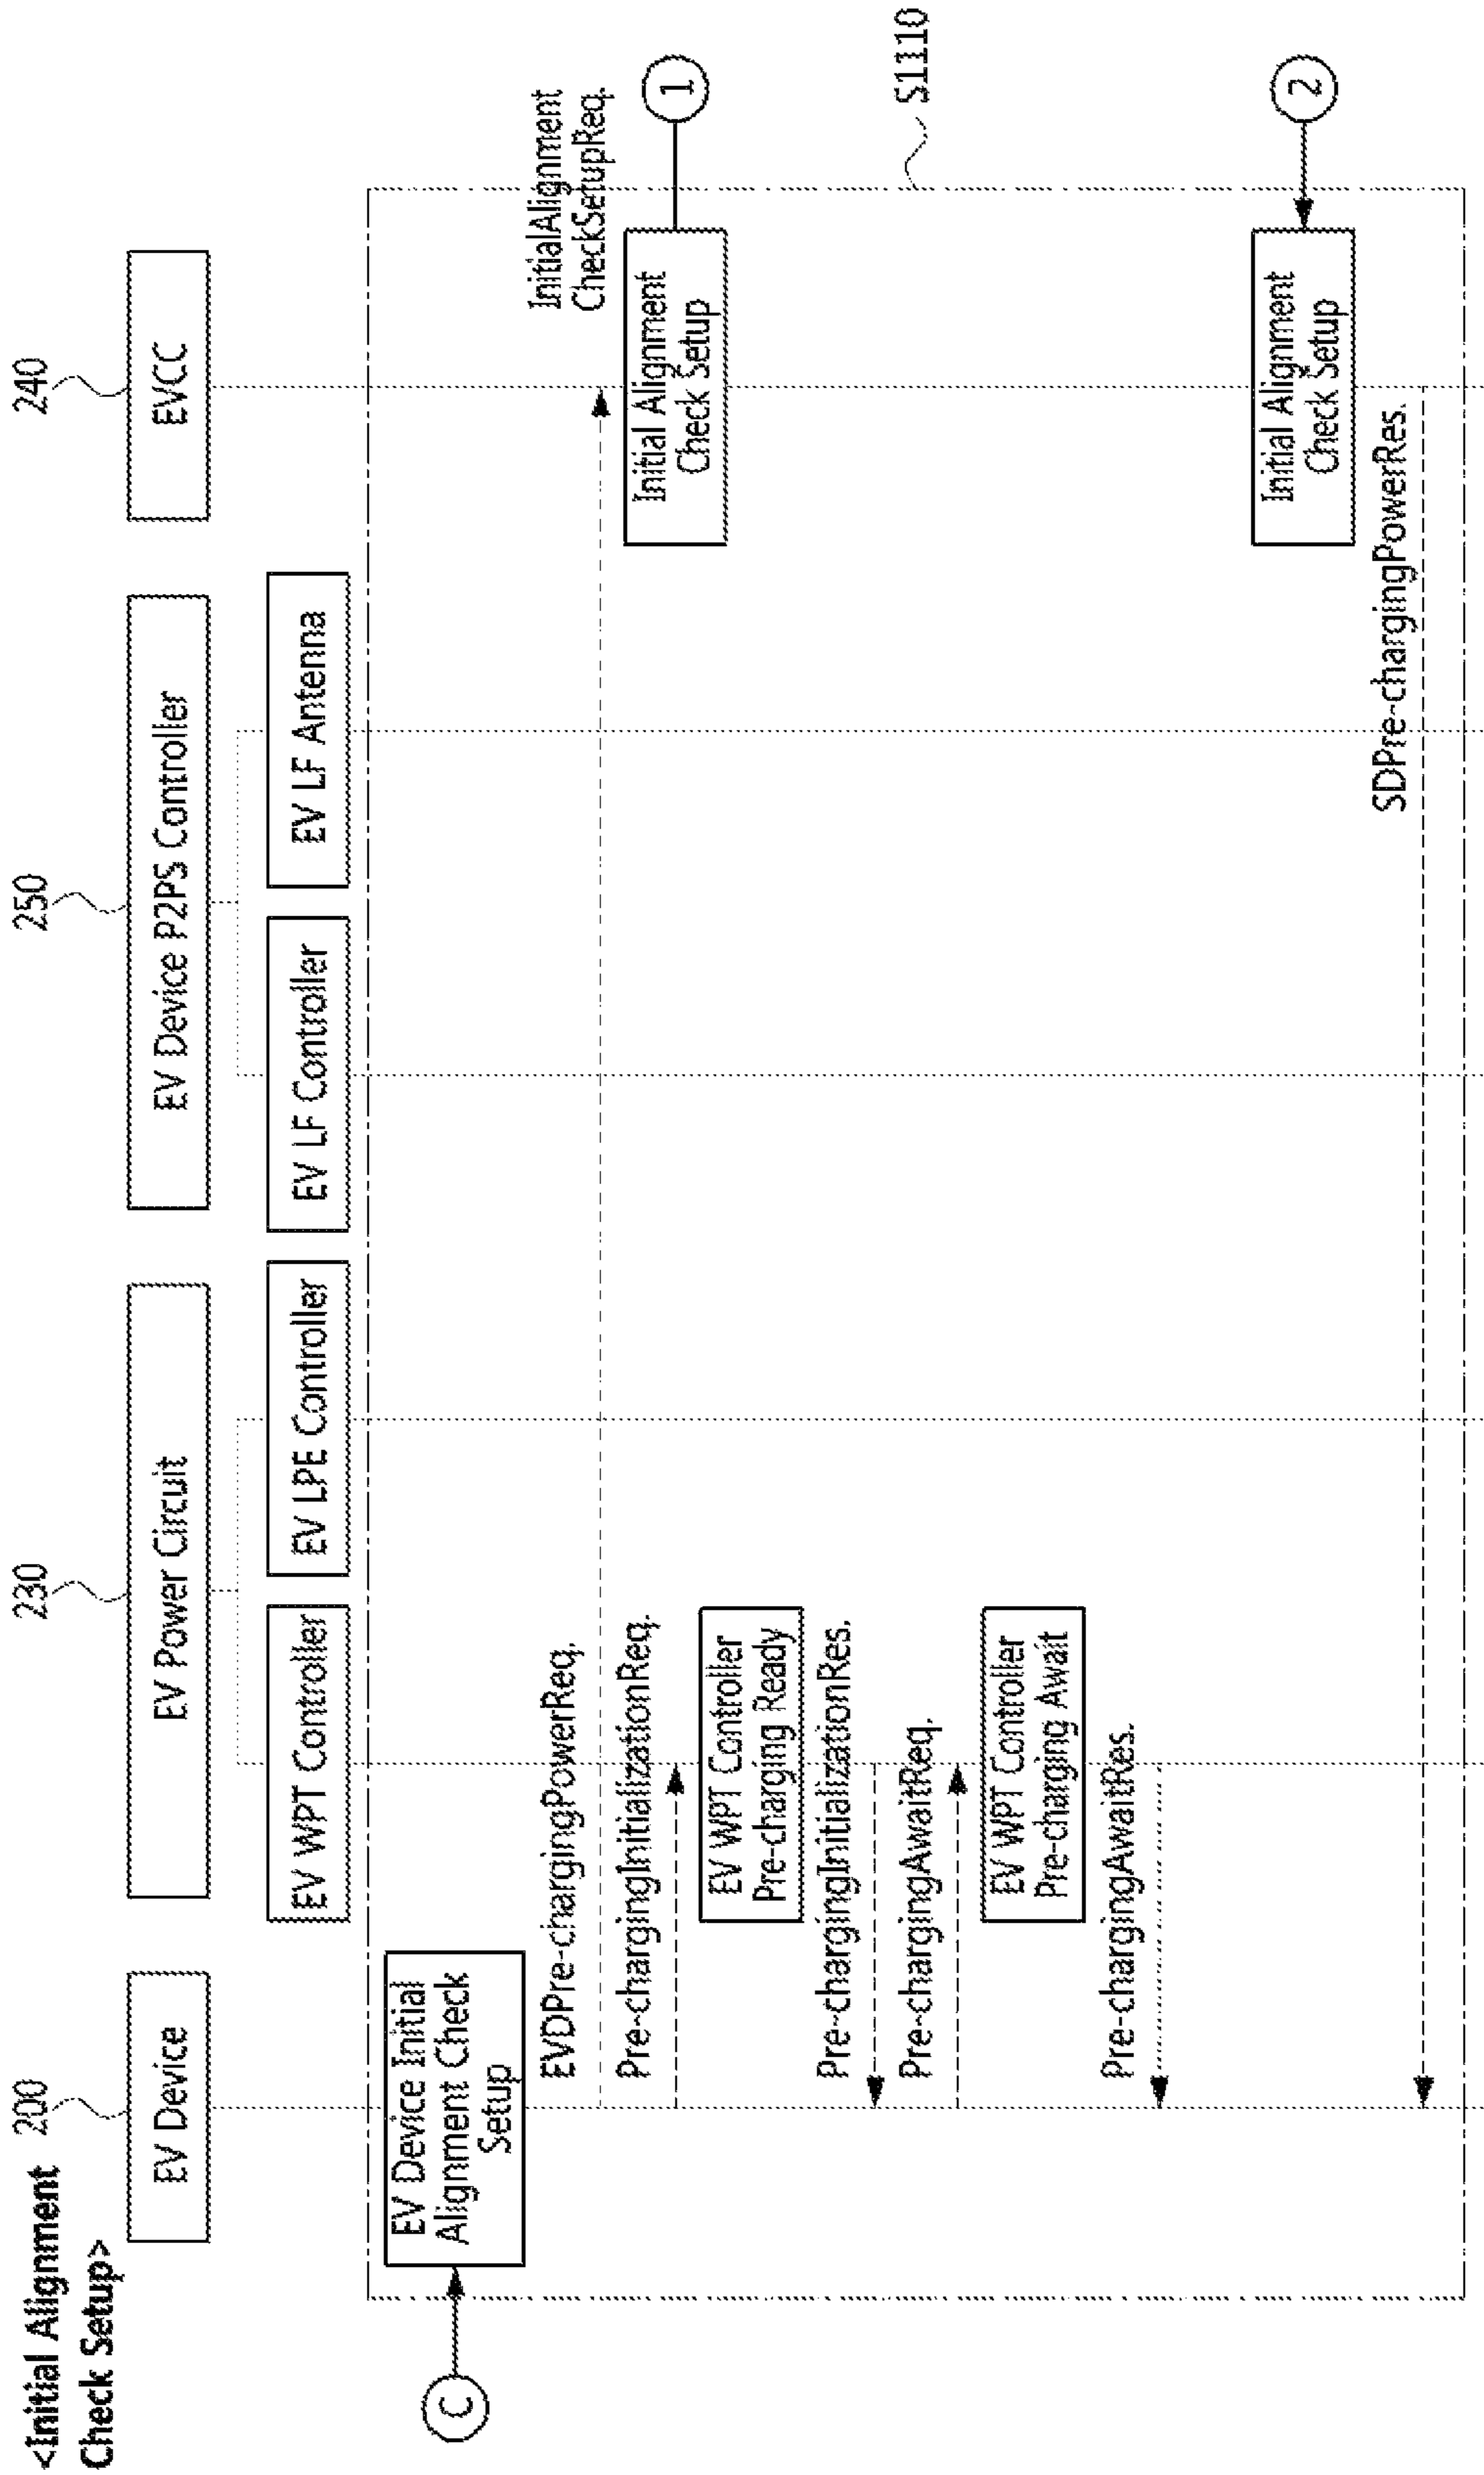 <Initial Alignment
Check Setup>
200
230
250
240
EV Device
EV Power Circuit
EV Device P2PS Controller
EVCC
EV WPT Controller
EV LPE Controller
EV LF Controller
EV LF Antenna
C
EV Device Initial
Alignment Check
Setup
EVDPre-chargingPowerReq.
InitialAlignment
CheckSetupReq.
Pre-chargingInitializationReq.
Initial Alignment
Check Setup
1
EV WPT Controller
Pre-charging Ready
Pre-chargingInitializationRes.
S1110
Pre-chargingAwaitReq.
EV WPT Controller
Pre-charging Await
Pre-chargingAwaitRes.
Initial Alignment
Check Setup
2
SDPre-chargingPowerRes.